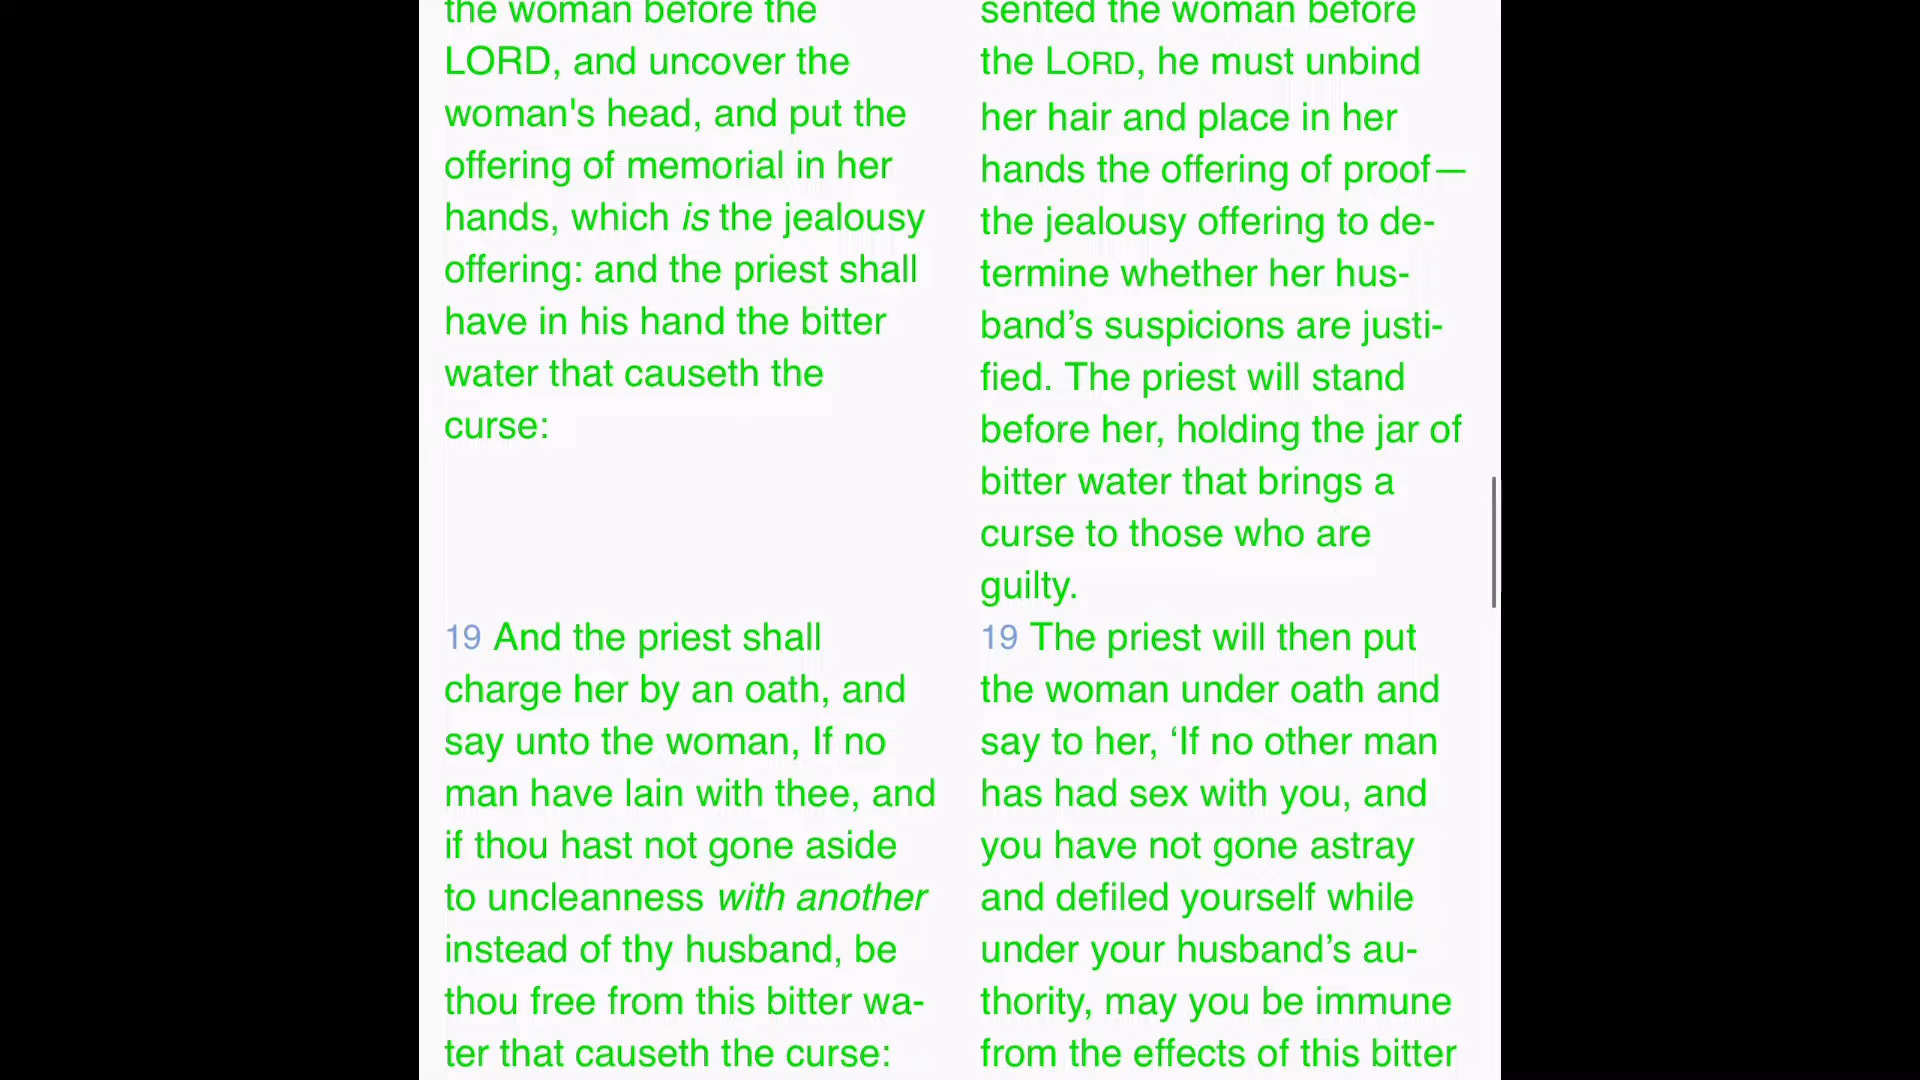 the woman before the
LORD, and uncover the
woman's head, and put the
offering of memorial in her
hands, which is the jealousy
offering: and the priest shall
have in his hand the bitter
water that causeth the
curse:
19 And the priest shall
charge her by an oath, and
say unto the woman, If no
man have lain with thee, and
if thou hast not gone aside
to uncleanness with another
instead of thy husband, be
thou free from this bitter wa-
ter that causeth the curse:
sented the woman before
the LORD, he must unbind
her hair and place in her
hands the offering of proof—
the jealousy offering to de-
termine whether her hus-
band’s suspicions are justi-
fied. The priest will stand
before her, holding the jar of
bitter water that brings a
curse to those who are
guilty.
19 The priest will then put
the woman under oath and
say to her, ‘If no other man
has had sex with you, and
you have not gone astray
and defiled yourself while
under your husband’s au-
thority, may you be immune
from the effects of this bitter